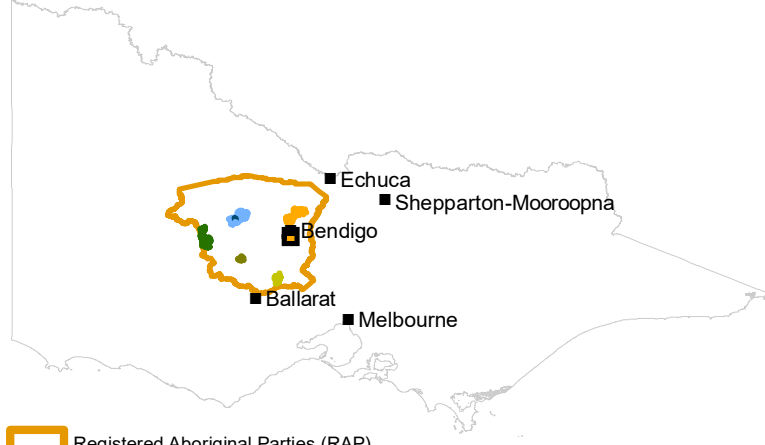 Echuca
Shepparton-Mooroopna
Bendigo
Ballarat
Melbourne
Registered Aboriginal Parties (RAP)